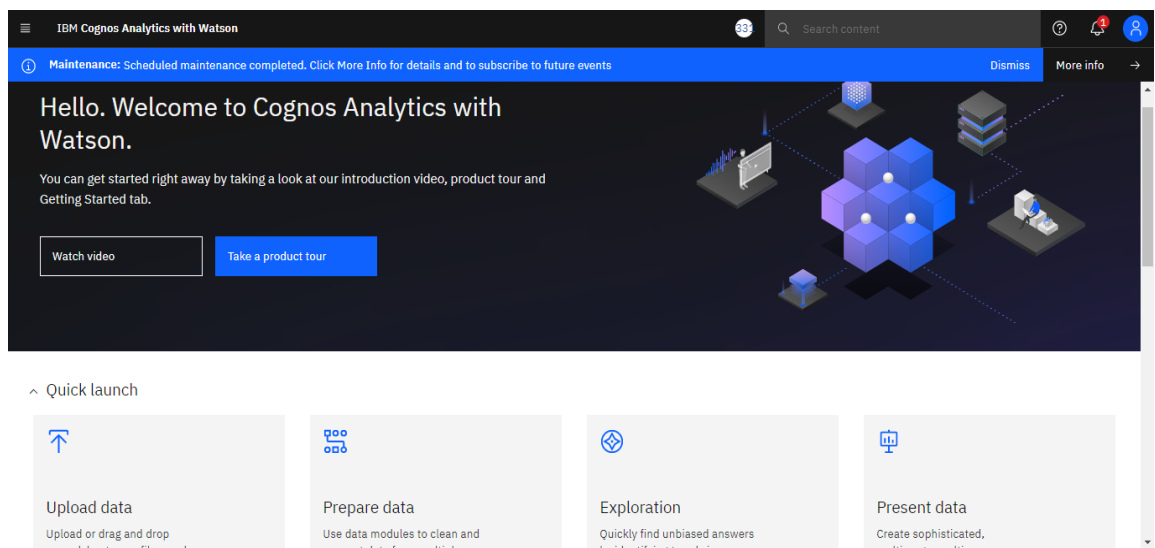 IBM Cognos Analytics with Watson
331
Search content
1
Maintenance: Scheduled maintenance completed. Click More Info for details and to subscribe to future events
Dismiss
More info
Hello. Welcome to Cognos Analytics with
Watson.
You can get started right away by taking a look at our introduction video, product tour and
Getting Started tab.
Watch video
Take a product tour
Quick launch
Upload data
Upload or drag and drop
Prepare data
Use data modules to clean and
Exploration
Quickly find unbiased answers
Present data
Create sophisticated,